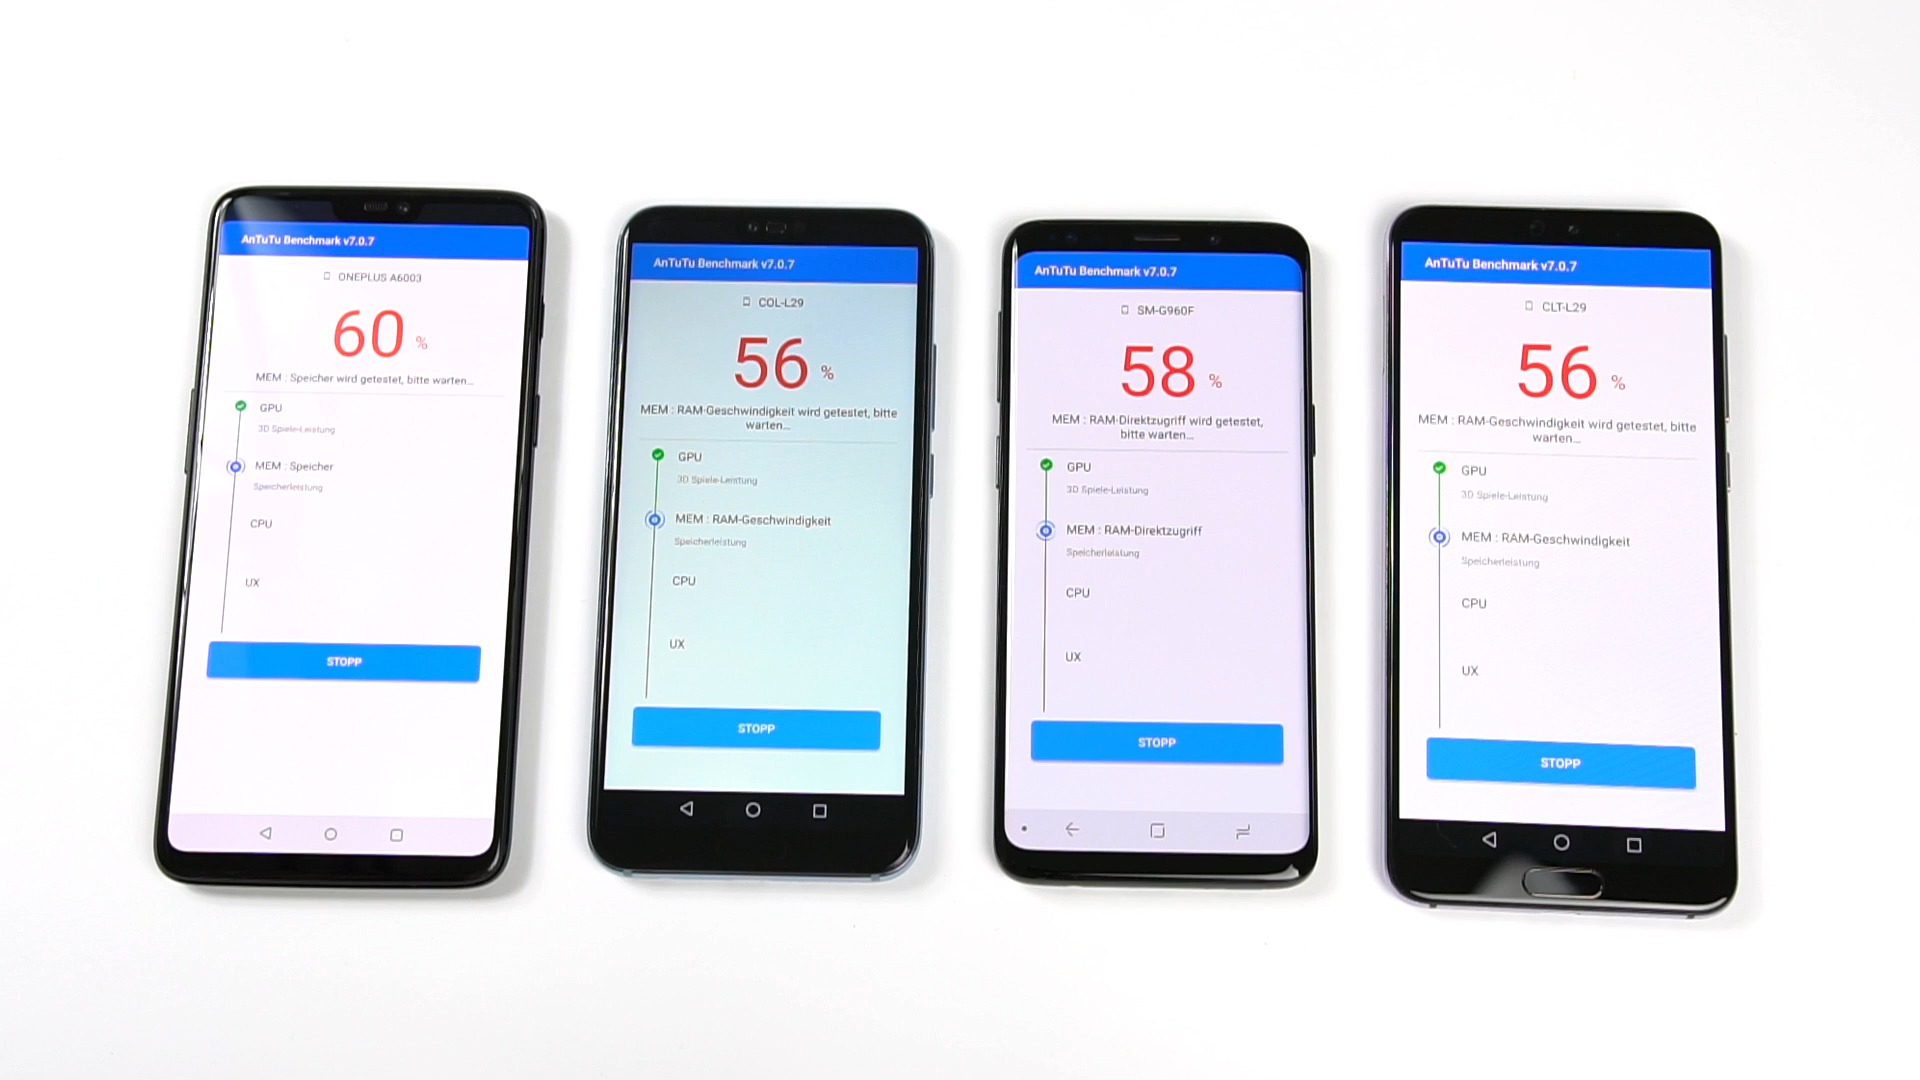 AnTuTu Benchmark v7.0.7
ONEPLUS A6003
60 %
MEM : Speicher wird getestet, bitte warten...
GPU
3D Spiele-Leistung
MEM : Speicher
Speicherleistung
CPU
UX
STOPP
AnTuTu Benchmark v7.0.7
COL-L29
56 %
MEM : RAM-Geschwindigkeit wird getestet, bitte
warten...
GPU
3D Spiele-Leistung
MEM : RAM-Geschwindigkeit
Speicherleistung
CPU
UX
STOPP
AnTuTu Benchmark v7.0.7
SM-G960F
58 %
MEM : RAM-Direktzugriff wird getestet,
bitte warten...
GPU
3D Spiele-Leistung
MEM : RAM-Direktzugriff
Speicherleistung
CPU
UX
STOPP
AnTuTu Benchmark v7.0.7
CLT-L29
56 %
MEM : RAM-Geschwindigkeit wird getestet, bitte
warten...
GPU
3D Spiele-Leistung
MEM : RAM-Geschwindigkeit
Speicherleistung
CPU
UX
STOPP